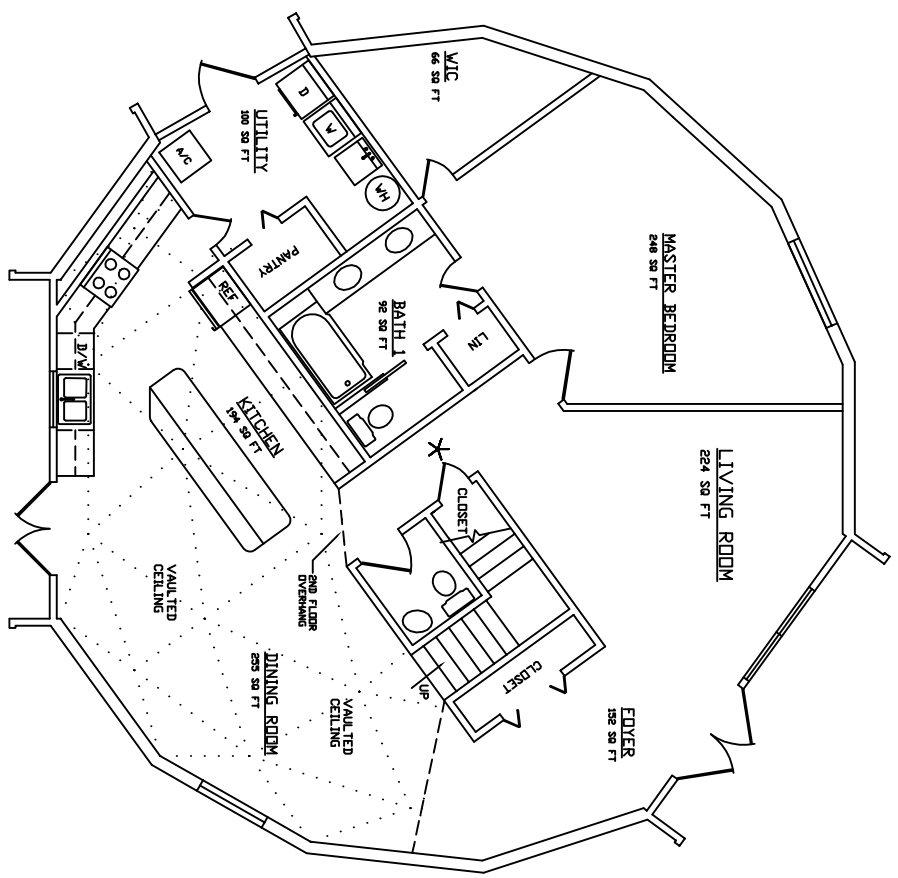 WIC
66 SQ FT
D
W
UTILITY
100 SQ FT
A/C
WH
PANTRY
REF
BATH 1
92 SQ FT
LIN
MASTER BEDROOM
248 SQ FT
D/W
KITCHEN
194 SQ FT
LIVING ROOM
224 SQ FT
CLOSET
2ND FLOOR
OVERHANG
VAULTED
CEILING
DINING ROOM
255 SQ FT
VAULTED
CEILING
UP
CLOSET
FOYER
152 SQ FT